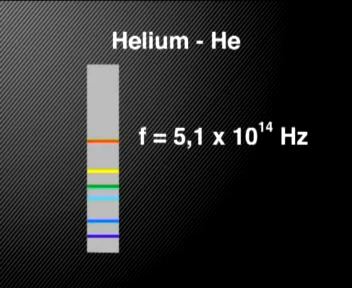 Helium - He
f = 5,1 x 10¹⁴ Hz